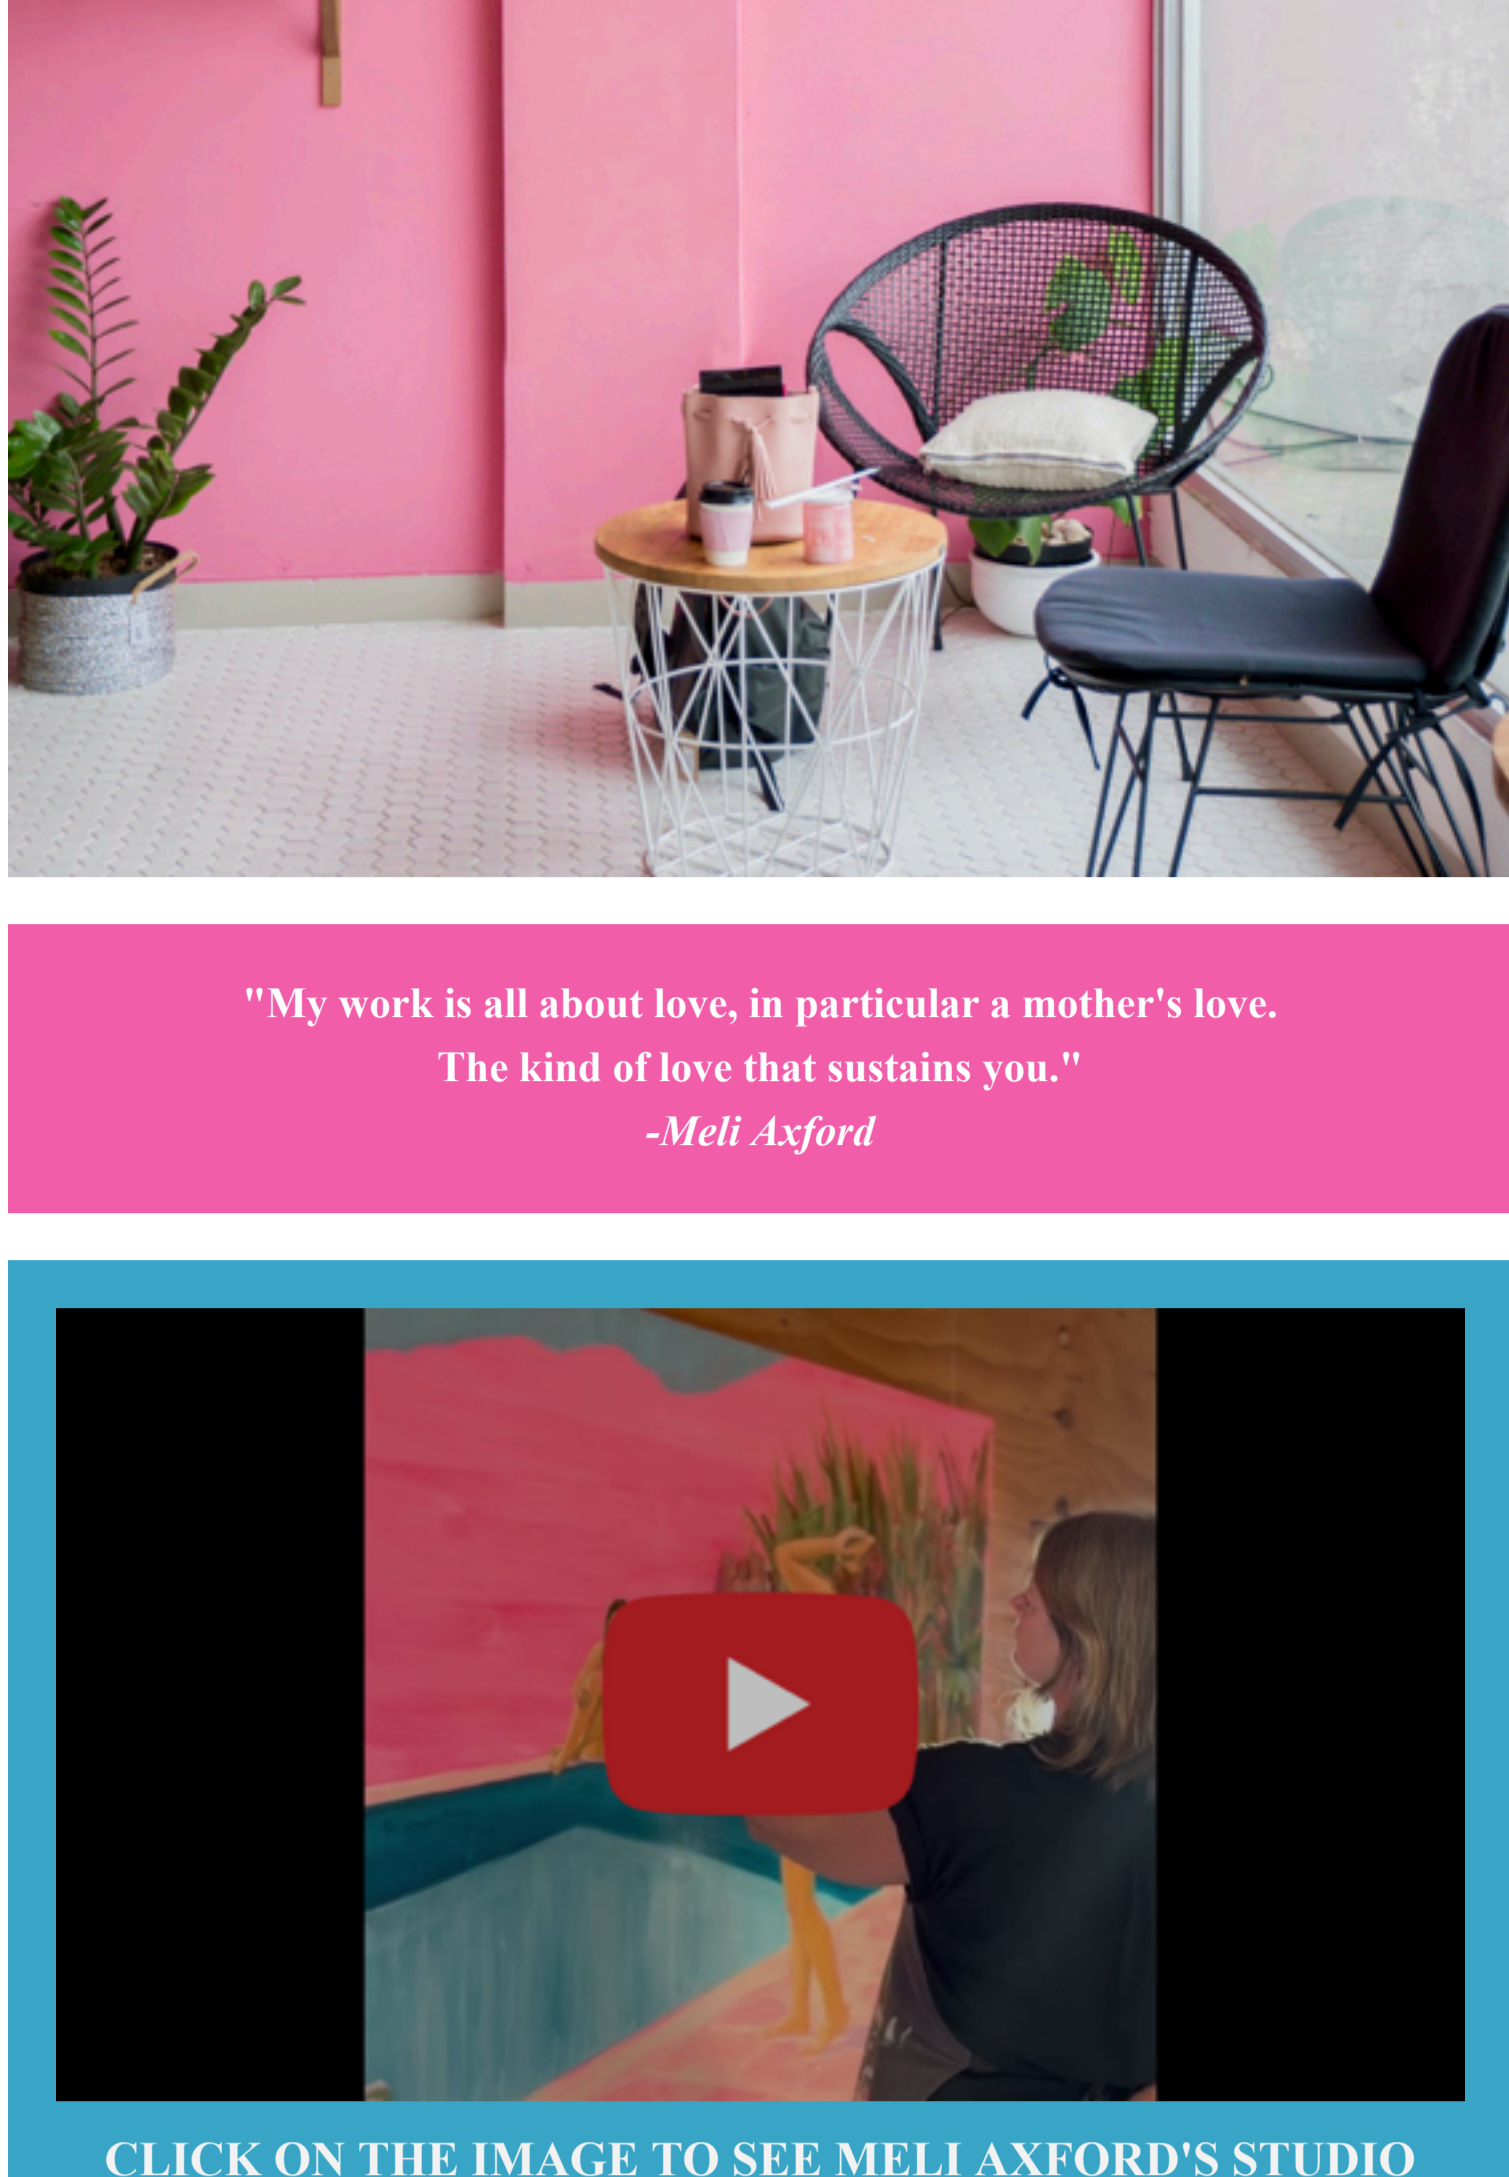 "My work is all about love, in particular a mother's love.
The kind of love that sustains you."
-Meli Axford
CLICK ON THE IMAGE TO SEE MELI AXFORD'S STUDIO